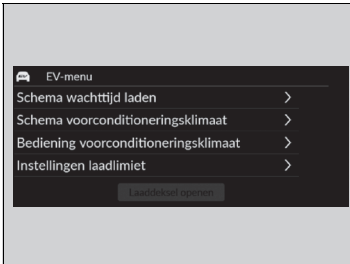 EV-menu
Schema wachttijd laden
Schema voorconditioneringsklimaat
Bediening voorconditioneringsklimaat
Instellingen laadlimiet
Laaddeksel openen